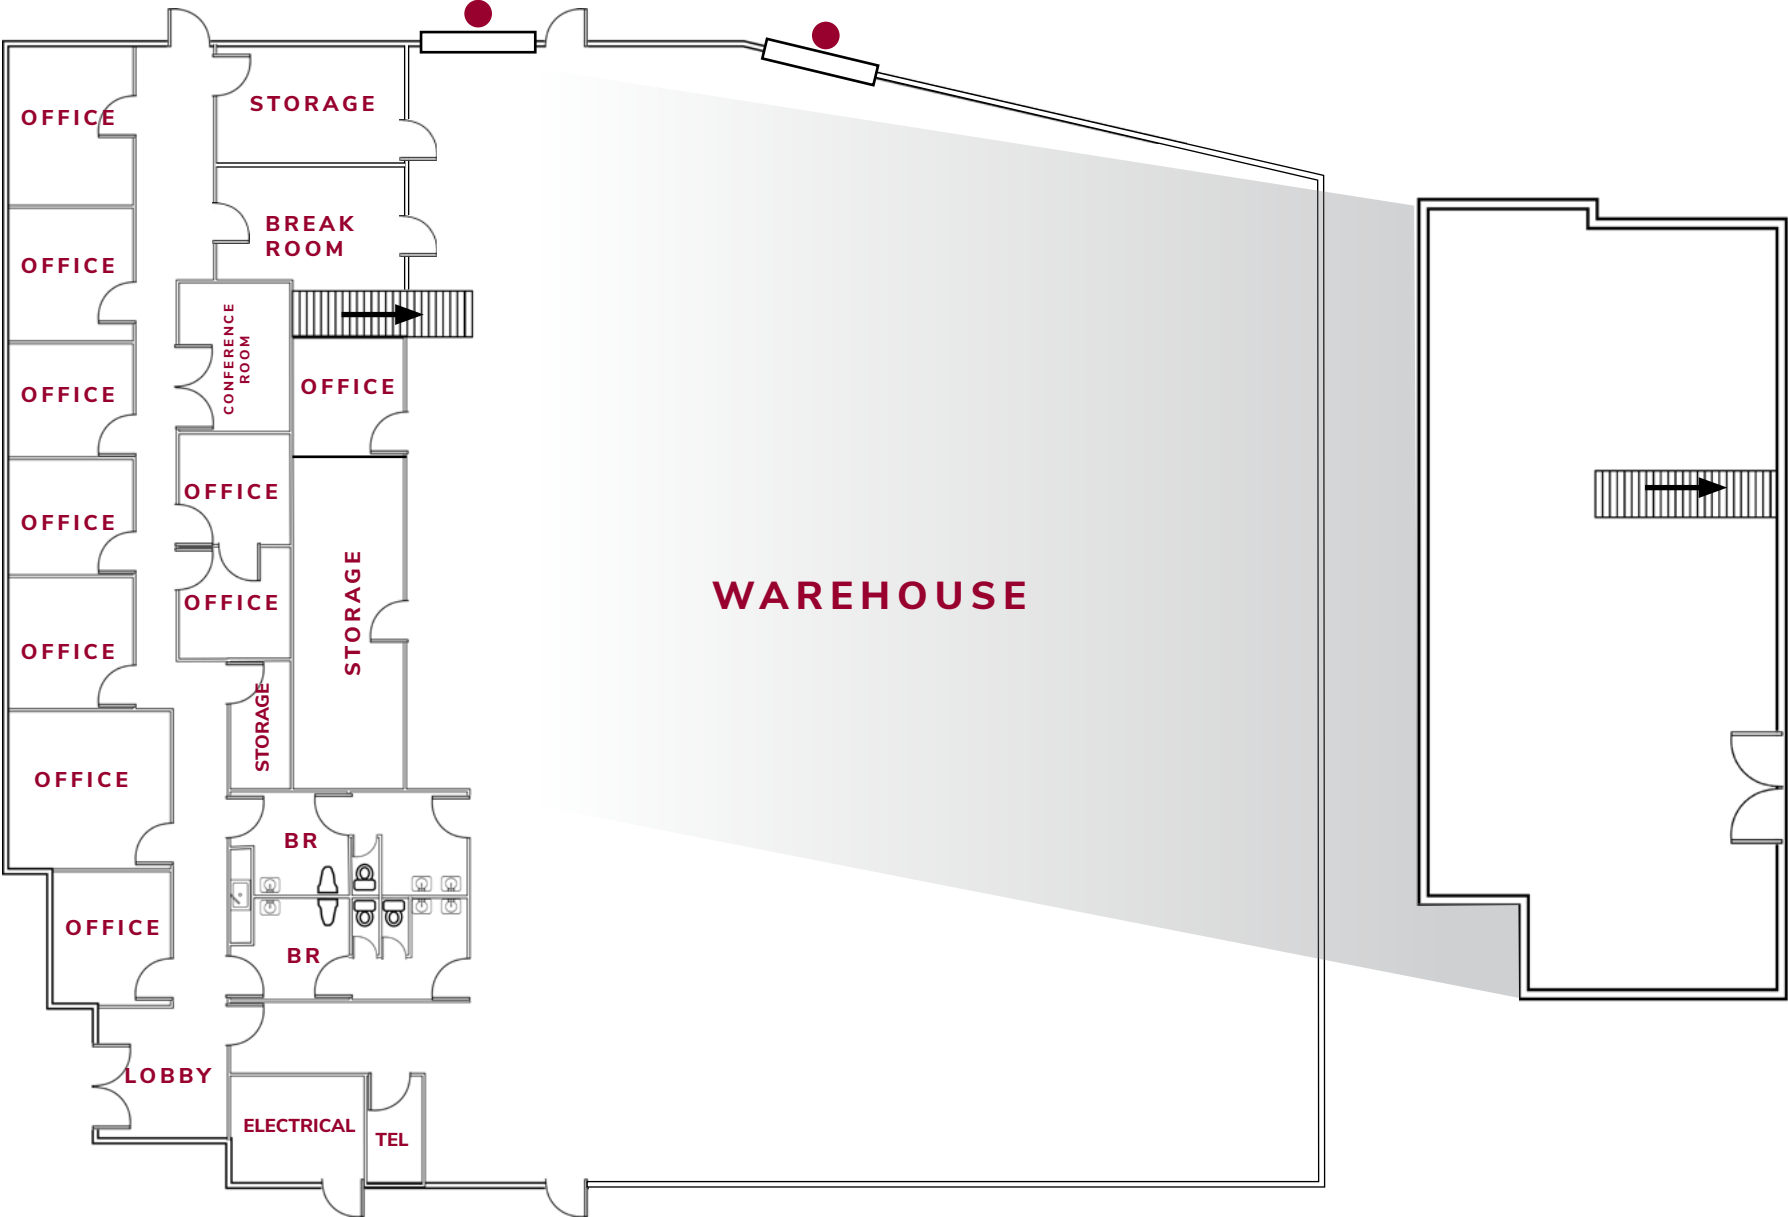 OFFICE
STORAGE
BREAK
ROOM
OFFICE
CONFERENCE
ROOM
OFFICE
OFFICE
OFFICE
OFFICE
WAREHOUSE
OFFICE
STORAGE
OFFICE
STORAGE
OFFICE
BR
OFFICE
BR
LOBBY
ELECTRICAL
TEL